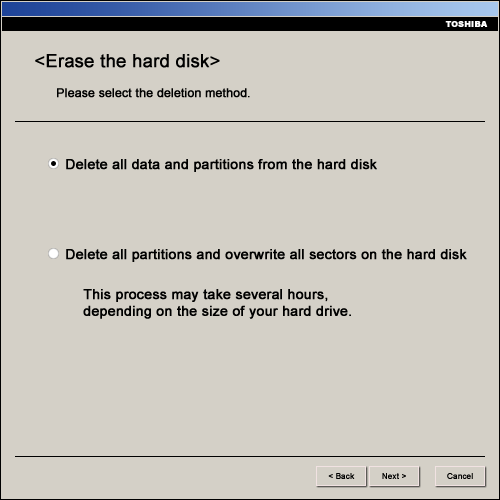 TOSHIBA
<Erase the hard disk>
Please select the deletion method.
Delete all data and partitions from the hard disk
Delete all partitions and overwrite all sectors on the hard disk
This process may take several hours,
depending on the size of your hard drive.
< Back Next > Cancel